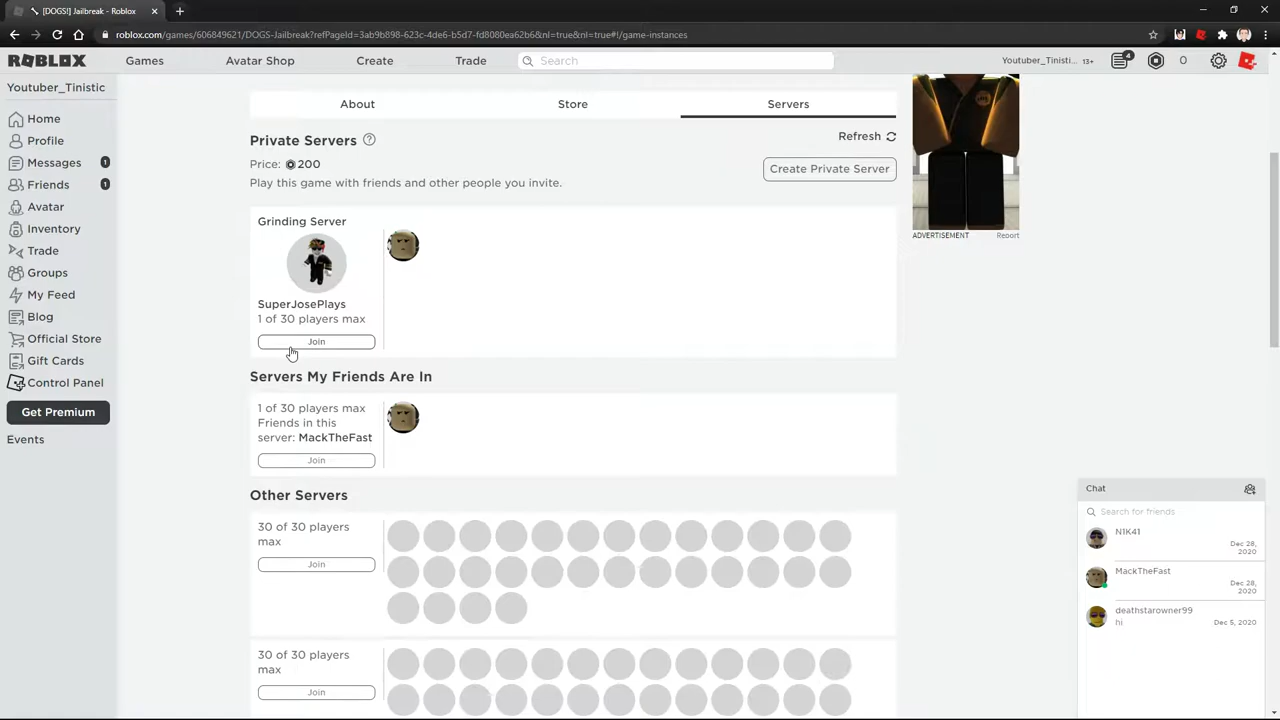 [DOGS!] Jailbreak - Roblox
roblox.com/games/606849621/DOGS-Jailbreak?refPageId=3ab9b898-623c-4de6-b5d7-fd8080ea62b6&nl=true&nl=true#!/game-instances
ROBLOX Games Avatar Shop Create Trade Search Youtuber_Tinisti... 13+ 4 0
Youtuber_Tinistic
Home
Profile
Messages 1
Friends 1
Avatar
Inventory
Trade
Groups
My Feed
Blog
Official Store
Gift Cards
Control Panel
Get Premium
Events
About Store Servers
Private Servers ?
Refresh
Price: 200
Create Private Server
Play this game with friends and other people you invite.
Grinding Server
SuperJosePlays
1 of 30 players max
Join
Servers My Friends Are In
1 of 30 players max
Friends in this
server: MackTheFast
Join
Other Servers
30 of 30 players
max
Join
30 of 30 players
max
Join
ADVERTISEMENT Report
Chat
Search for friends
N1K41
Dec 28,
2020
MackTheFast
Dec 28,
2020
deathstarowner99
hi Dec 5, 2020